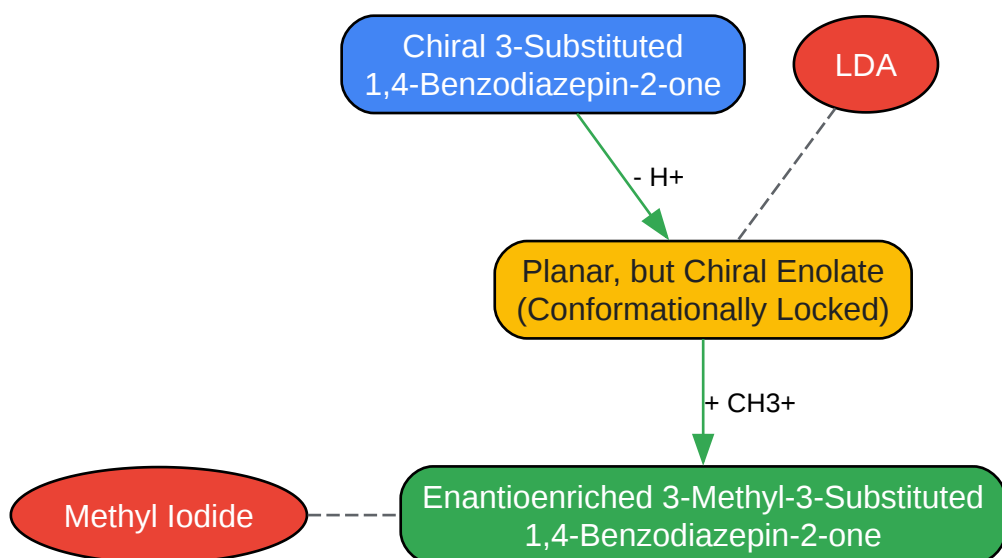 Chiral 3-Substituted
1,4-Benzodiazepin-2-one
LDA
- H+
Planar, but Chiral Enolate
(Conformationally Locked)
+ CH3+
Methyl Iodide
Enantioenriched 3-Methyl-3-Substituted
1,4-Benzodiazepin-2-one